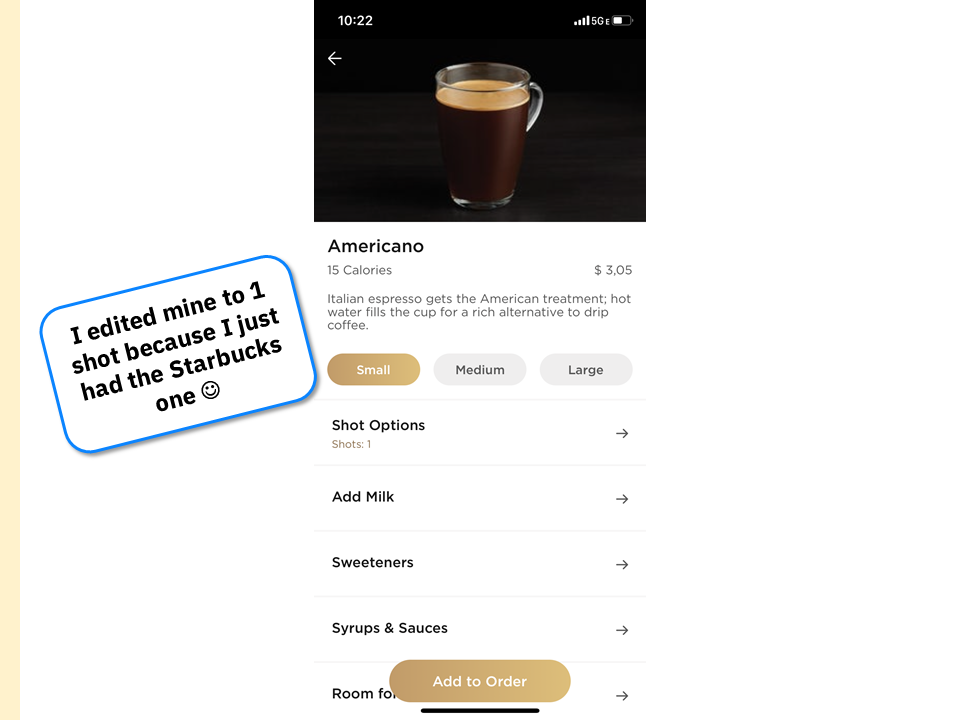 10:22
5G E
I edited mine to 1
shot because I just
had the Starbucks
one ☺
Americano
15 Calories
$ 3,05
Italian espresso gets the American treatment; hot
water fills the cup for a rich alternative to drip
coffee.
Small
Medium
Large
Shot Options
Shots: 1
Add Milk
Sweeteners
Syrups & Sauces
Room for
Add to Order